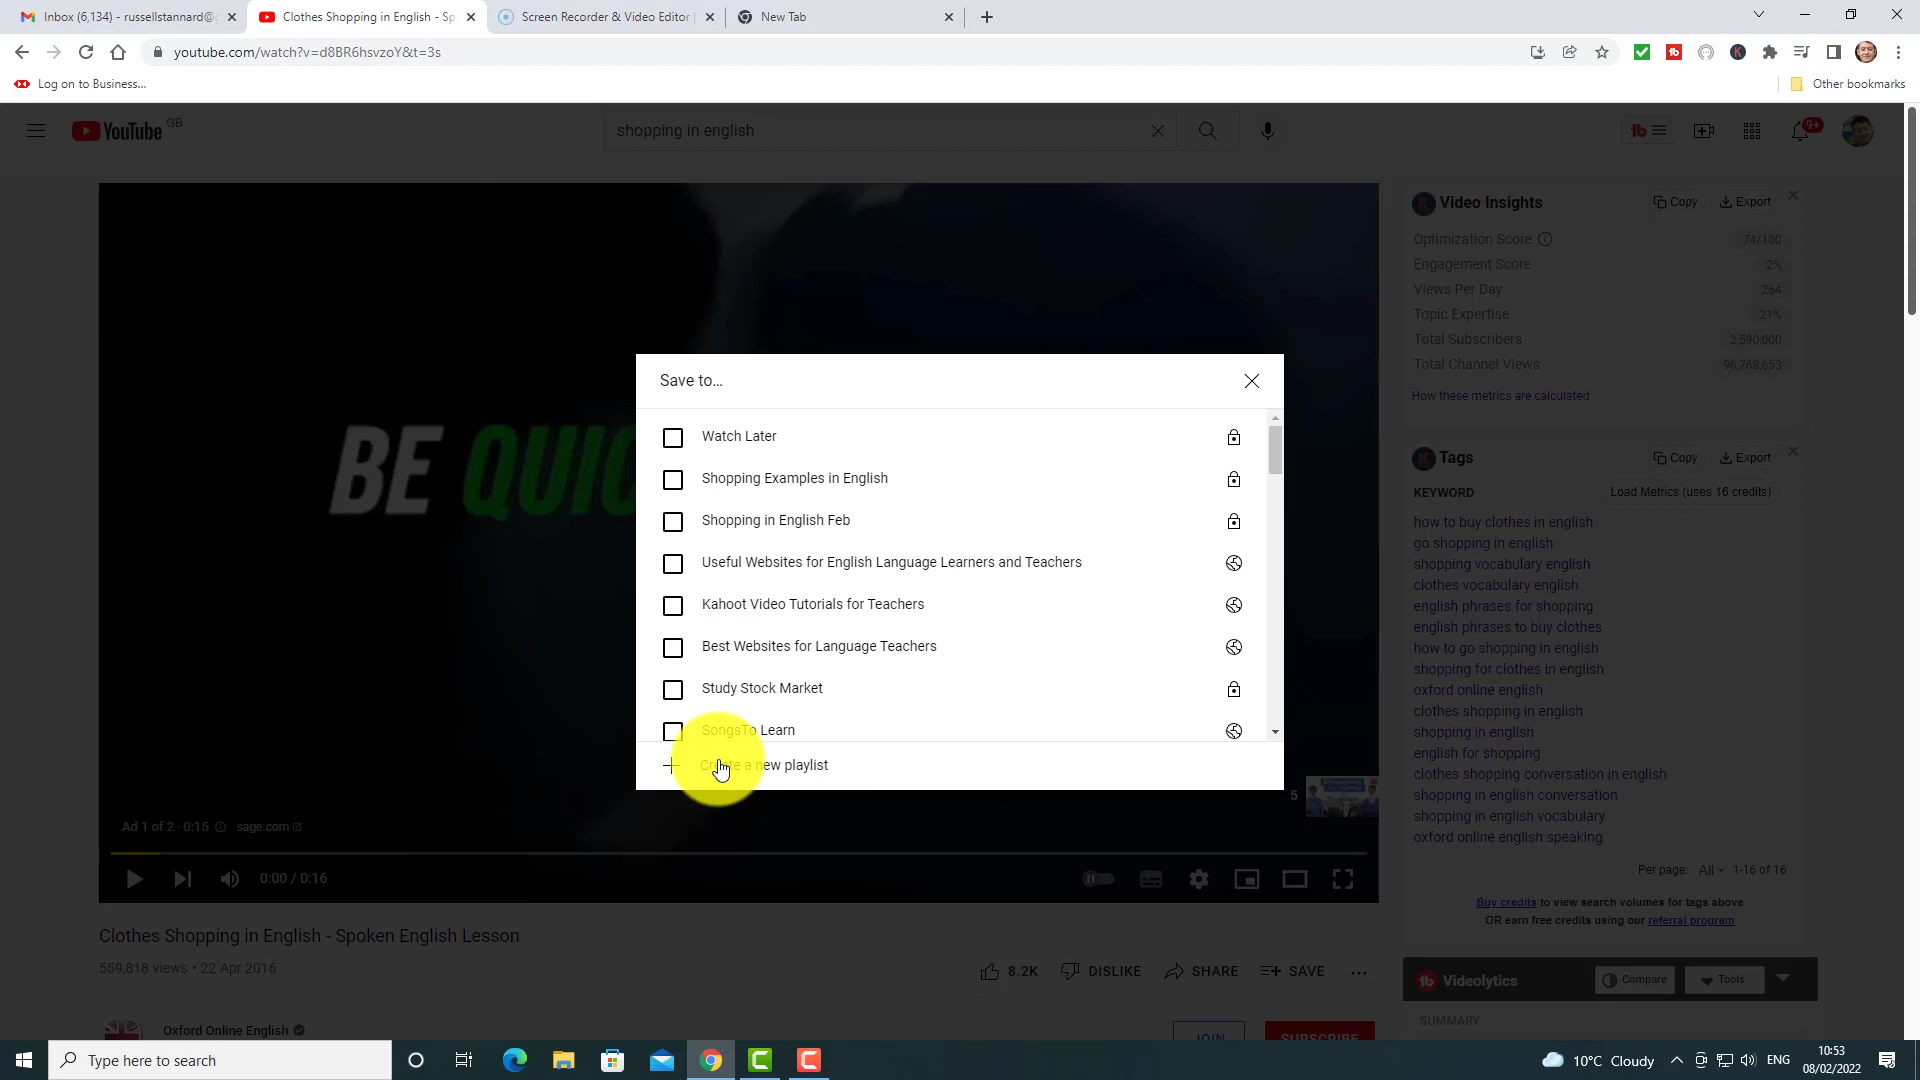 Inbox (6,134) - russellstannard@
Clothes Shopping in English - Sp
Screen Recorder & Video Editor
New Tab
youtube.com/watch?v=d8BR6hsvzoY&t=3s
Log on to Business...
Other bookmarks
YouTube GB
shopping in english
9+
Video Insights
Copy
Export
Optimization Score 74/100
Engagement Score 2%
Views Per Day 264
Topic Expertise 21%
Total Subscribers 2,590,000
Total Channel Views 96,768,653
How these metrics are calculated
Tags
Copy
Export
KEYWORD
Load Metrics (uses 16 credits)
how to buy clothes in english
go shopping in english
shopping vocabulary english
clothes vocabulary english
english phrases for shopping
english phrases to buy clothes
how to go shopping in english
shopping for clothes in english
oxford online english
clothes shopping in english
shopping in english
english for shopping
clothes shopping conversation in english
shopping in english conversation
shopping in english vocabulary
oxford online english speaking
Per page: All 1-16 of 16
Buy credits to view search volumes for tags above
OR earn free credits using our referral program
Videolytics
Compare
Tools
SUMMARY
BE QUIC
Save to...
Watch Later
Shopping Examples in English
Shopping in English Feb
Useful Websites for English Language Learners and Teachers
Kahoot Video Tutorials for Teachers
Best Websites for Language Teachers
Study Stock Market
SongsTo Learn
Create a new playlist
5
Ad 1 of 2 · 0:15
sage.com
0:00 / 0:16
Clothes Shopping in English - Spoken English Lesson
559,818 views • 22 Apr 2016
8.2K
DISLIKE
SHARE
SAVE
Oxford Online English
JOIN
SUBSCRIBE
Type here to search
10°C Cloudy
ENG
10:53
08/02/2022